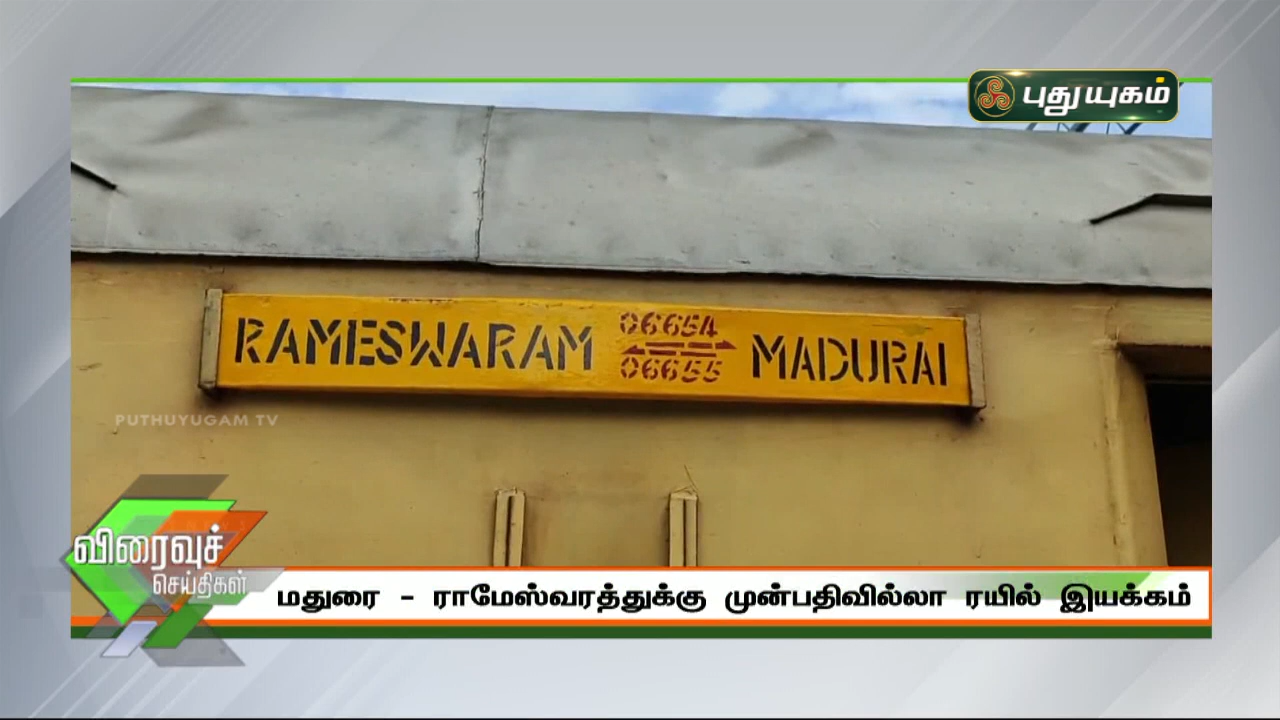 புதுயுகம்
RAMESWARAM 06654 MADURAI
06655
PUTHUYUGAM TV
விரைவுச்
செய்திகள்
மதுரை - ராமேஸ்வரத்துக்கு முன்பதிவில்லா ரயில் இயக்கம்